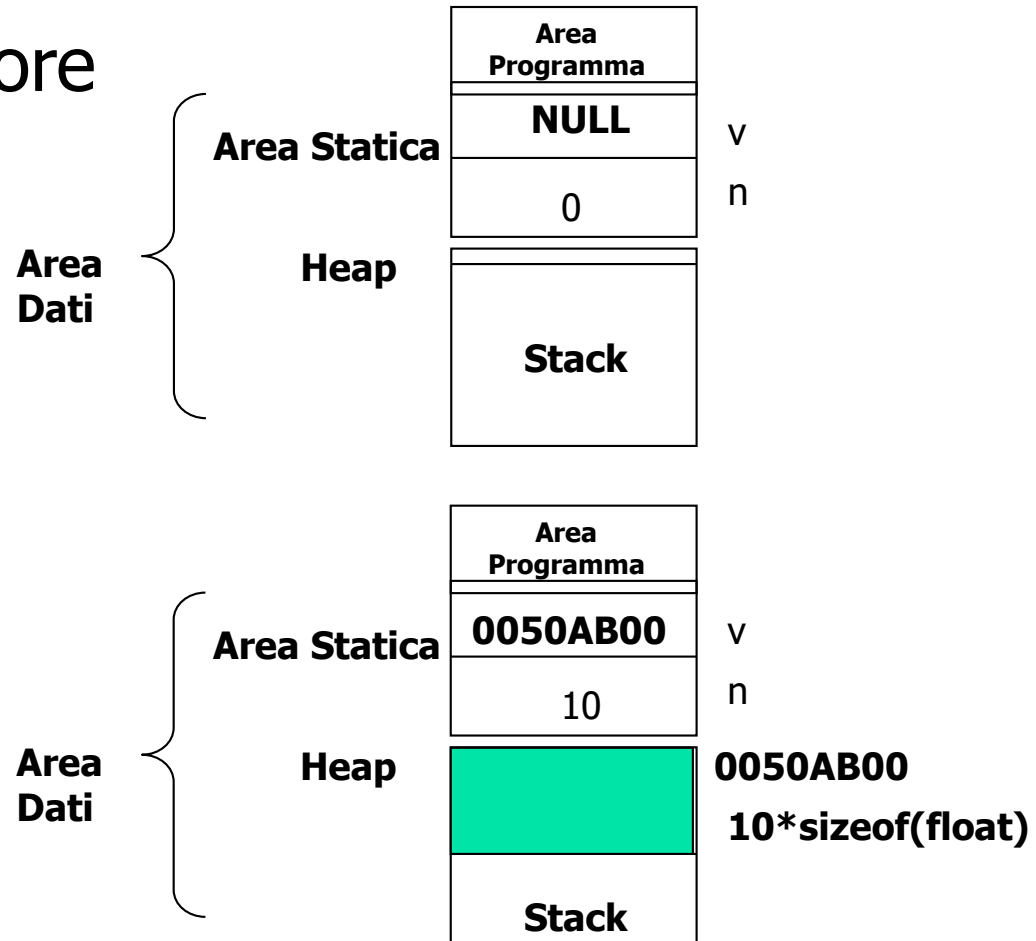 Area
Programma
NULL
v
Area Statica
0
n
Area
Dati
Heap
Stack
Area
Programma
0050AB00
v
Area Statica
10
n
Area
Dati
Heap
0050AB00
10*sizeof(float)
Stack